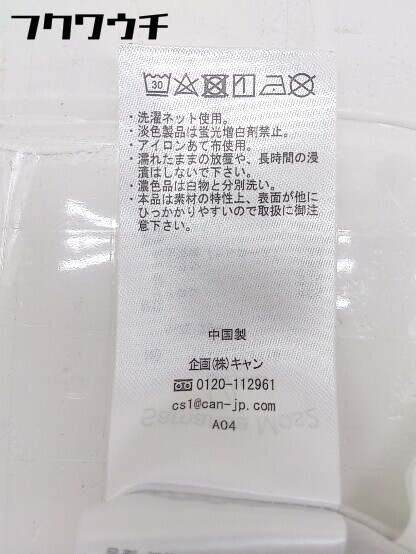 フクワウチ
30
・洗濯ネット使用。
・淡色製品は蛍光増白剤禁止。
・アイロンあて布使用。
・濡れたままの放置や、長時間の浸
漬はしないで下さい。
・濃色品は白物と分別洗い。
・本品は素材の特性上、表面が他に
ひっかかりやすいので取扱に御注
意下さい。
中国製
企画(株)キャン
0120-112961
cs1@can-jp.com
Samansa Mos2
A04